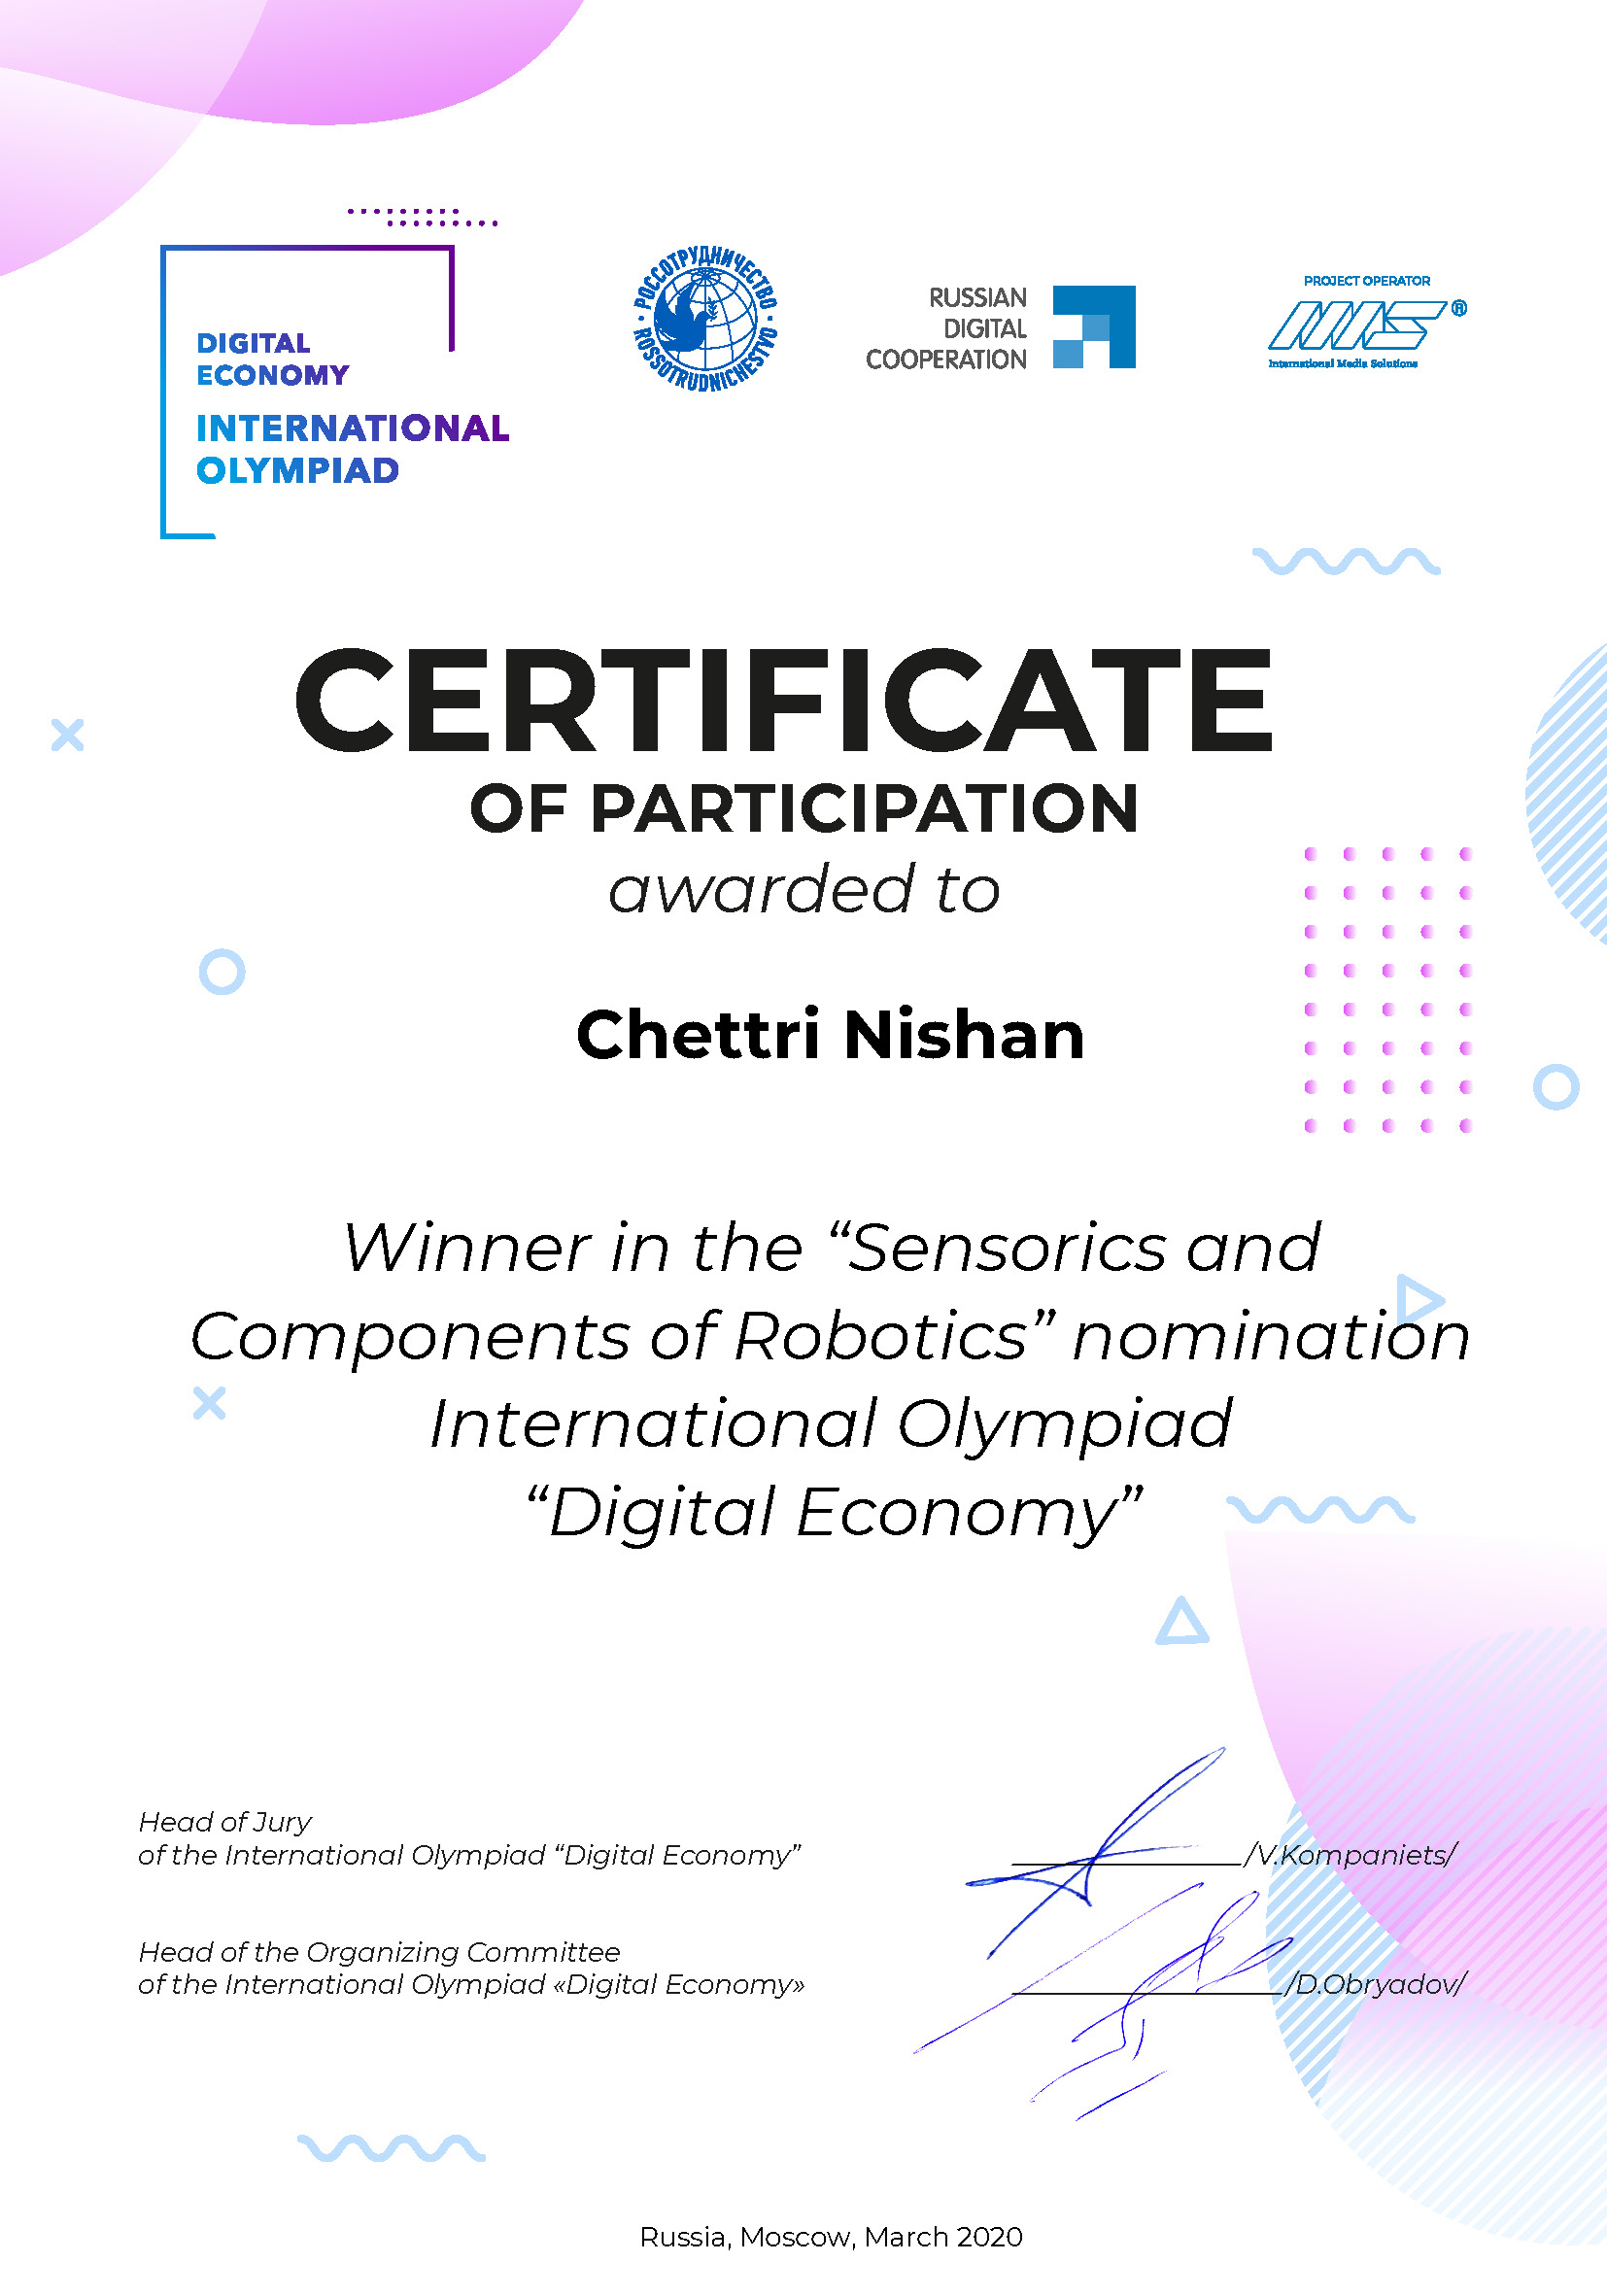 DIGITAL
ECONOMY
INTERNATIONAL
OLYMPIAD
РОССОТРУДНИЧЕСТВО
ROSSOTRUDNICHESTVO
RUSSIAN
DIGITAL
COOPERATION
PROJECT OPERATOR
IMS®
International Media Solutions
CERTIFICATE
OF PARTICIPATION
awarded to
Chettri Nishan
Winner in the “Sensorics and
Components of Robotics” nomination
International Olympiad
“Digital Economy”
Head of Jury
of the International Olympiad “Digital Economy”
/V.Kompaniets/
Head of the Organizing Committee
of the International Olympiad «Digital Economy»
/D.Obryadov/
Russia, Moscow, March 2020